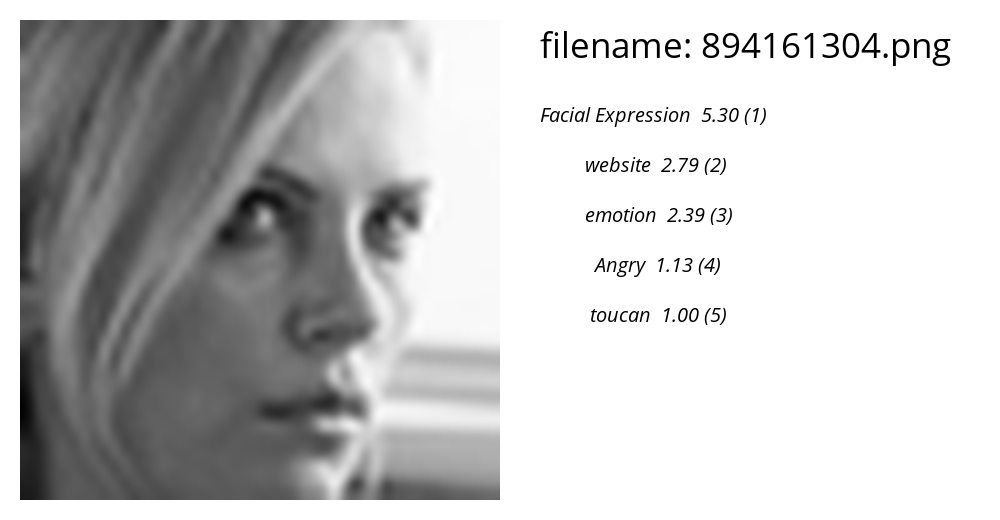 filename: 894161304.png
Facial Expression 5.30 (1)
website 2.79 (2)
emotion 2.39 (3)
Angry 1.13 (4)
toucan 1.00 (5)